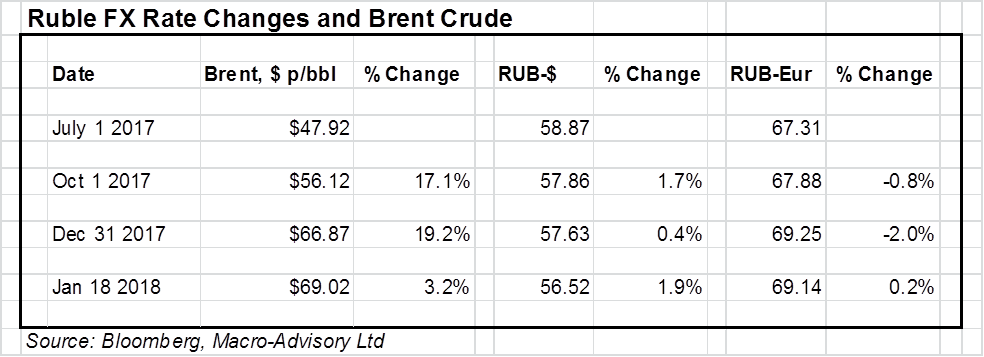 Ruble FX Rate Changes and Brent Crude
Date Brent, $ p/bbl % Change RUB-$ % Change RUB-Eur % Change
July 1 2017 $47.92 58.87 67.31
Oct 1 2017 $56.12 17.1% 57.86 1.7% 67.88 -0.8%
Dec 31 2017 $66.87 19.2% 57.63 0.4% 69.25 -2.0%
Jan 18 2018 $69.02 3.2% 56.52 1.9% 69.14 0.2%
Source: Bloomberg, Macro-Advisory Ltd